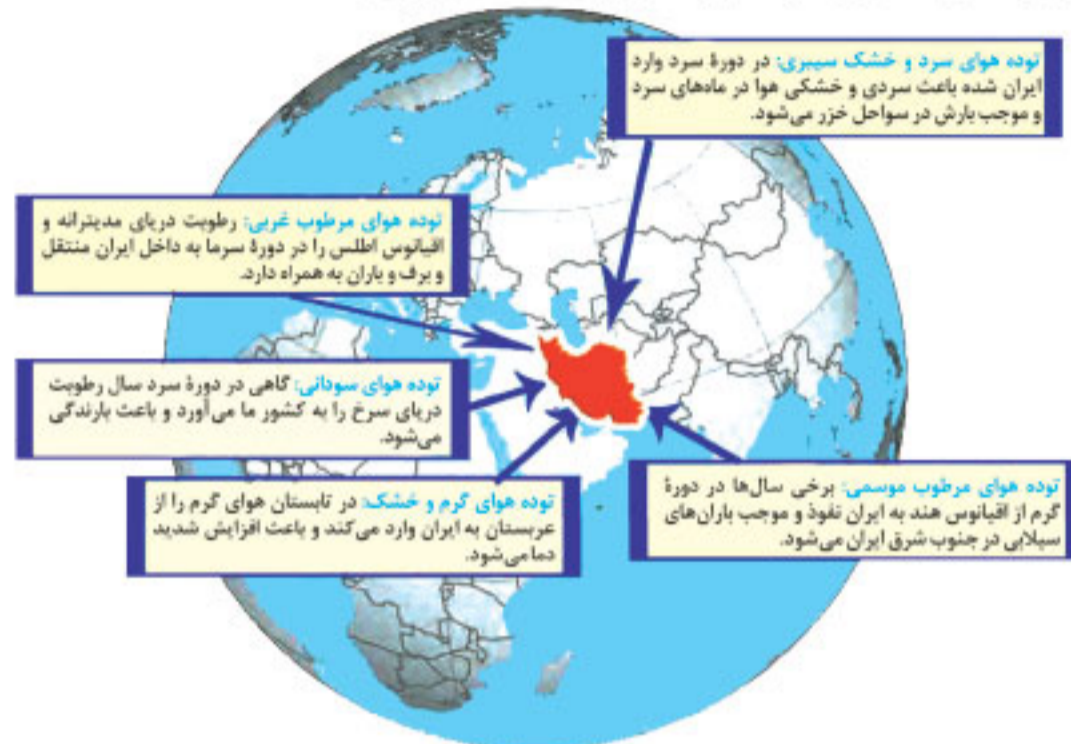 توده هوای سرد و خشک سیبری: در دورهٔ سرد وارد
ایران شده باعث سردی و خشکی هوا در ماه‌های سرد
و موجب بارش در سواحل خزر می‌شود.
توده هوای مرطوب غربی: رطوبت دریای مدیترانه و
اقیانوس اطلس را در دورهٔ سرما به داخل ایران منتقل
و برف و باران به همراه دارد.
توده هوای سودانی: گاهی در دورهٔ سرد سال رطوبت
دریای سرخ را به کشور ما می‌آورد و باعث بارندگی
می‌شود.
توده هوای گرم و خشک: در تابستان هوای گرم را از
عربستان به ایران وارد می‌کند و باعث افزایش شدید
دما می‌شود.
توده هوای مرطوب موسمی: برخی سال‌ها در دورهٔ
گرم از اقیانوس هند به ایران نفوذ و موجب باران‌های
سیلابی در جنوب شرق ایران می‌شود.